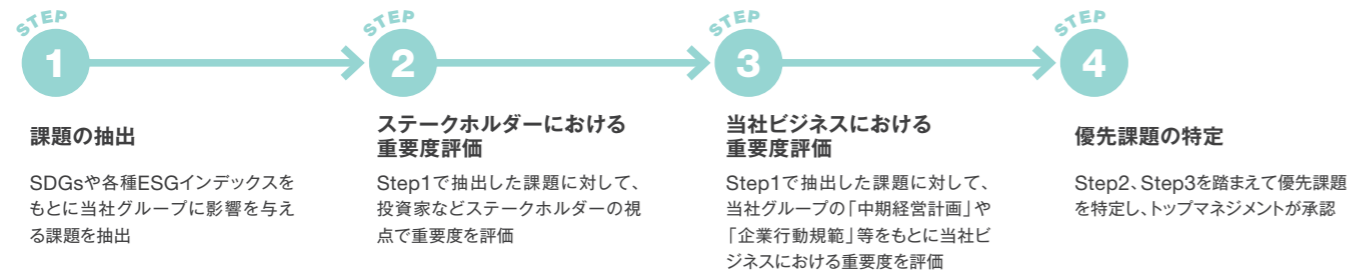 STEP
1
課題の抽出
SDGsや各種ESGインデックスを
もとに当社グループに影響を与え
る課題を抽出
STEP
2
ステークホルダーにおける
重要度評価
Step1で抽出した課題に対して、
投資家などステークホルダーの視
点で重要度を評価
STEP
3
当社ビジネスにおける
重要度評価
Step1で抽出した課題に対して、
当社グループの「中期経営計画」や
「企業行動規範」等をもとに当社ビ
ジネスにおける重要度を評価
STEP
4
優先課題の特定
Step2、Step3を踏まえて優先課題
を特定し、トップマネジメントが承認